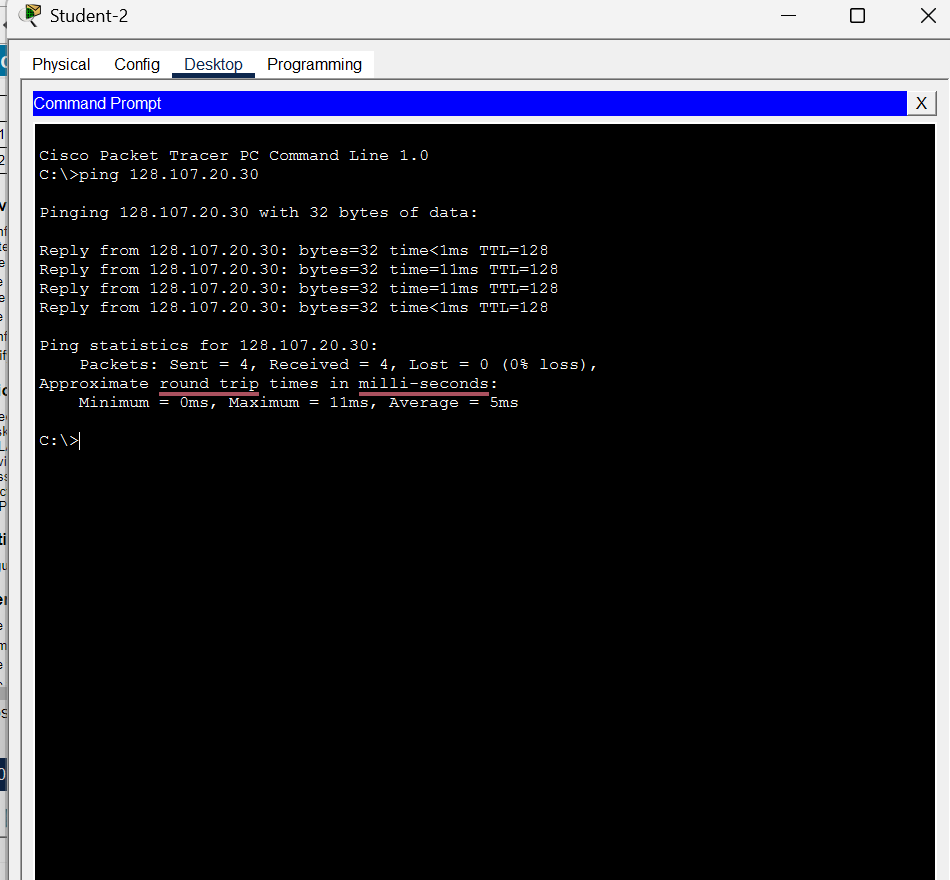 Student-2
Physical Config Desktop Programming
Command Prompt X
Cisco Packet Tracer PC Command Line 1.0
C:\>ping 128.107.20.30
Pinging 128.107.20.30 with 32 bytes of data:
Reply from 128.107.20.30: bytes=32 time<1ms TTL=128
Reply from 128.107.20.30: bytes=32 time=11ms TTL=128
Reply from 128.107.20.30: bytes=32 time=11ms TTL=128
Reply from 128.107.20.30: bytes=32 time<1ms TTL=128
Ping statistics for 128.107.20.30:
Packets: Sent = 4, Received = 4, Lost = 0 (0% loss),
Approximate round trip times in milli-seconds:
Minimum = 0ms, Maximum = 11ms, Average = 5ms
C:\>